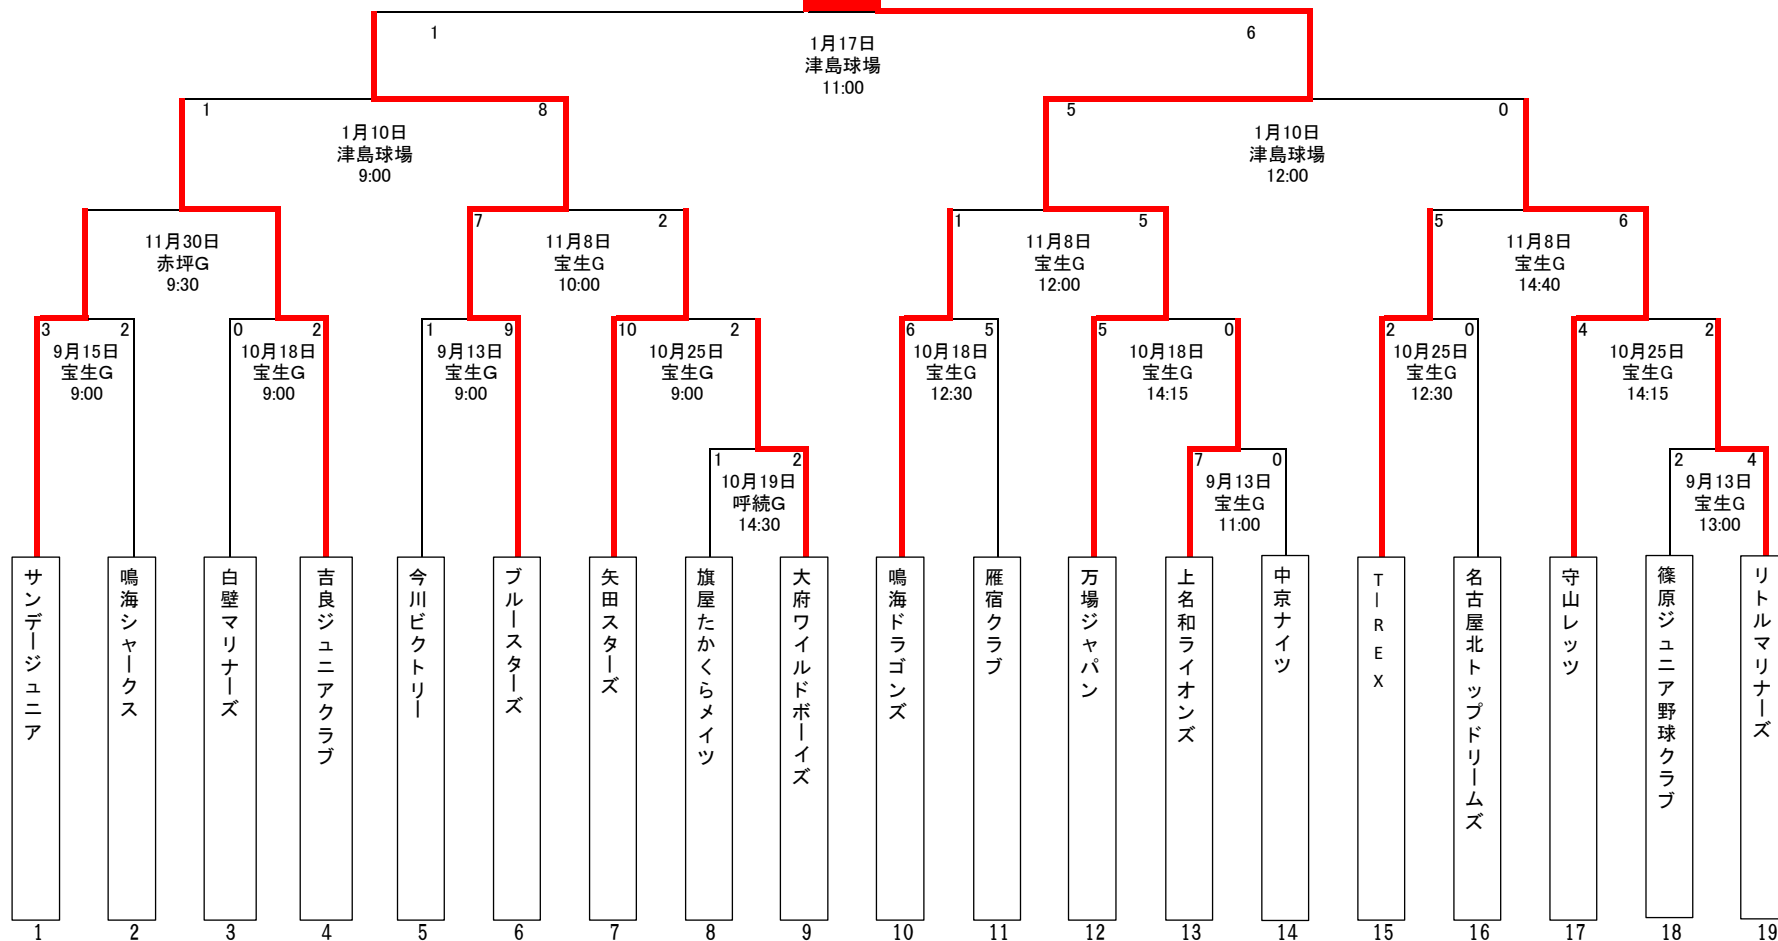 1 6
1月17日
津島球場
11:00
1 8 5 0
1月10日
津島球場
9:00
1月10日
津島球場
12:00
7 2 1 5 5 6
11月30日
赤坪G
9:30
11月8日
宝生G
10:00
11月8日
宝生G
12:00
11月8日
宝生G
14:40
3 2 0 2 1 9 10 2 6 5 5 0 2 0 4 2
9月15日
宝生G
9:00
10月18日
宝生G
9:00
9月13日
宝生G
9:00
10月25日
宝生G
9:00
10月18日
宝生G
12:30
10月18日
宝生G
14:15
10月25日
宝生G
12:30
10月25日
宝生G
14:15
1 2 7 0 2 4
10月19日
呼続G
14:30
9月13日
宝生G
11:00
9月13日
宝生G
13:00
サンデージュニア
鳴海シャークス
白壁マリナーズ
吉良ジュニアクラブ
今川ビクトリー
ブルースターズ
矢田スターズ
旗屋たかくらメイツ
大府ワイルドボーイズ
鳴海ドラゴンズ
雁宿クラブ
万場ジャパン
上名和ライオンズ
中京ナイツ
T-REX
名古屋北トップドリームズ
守山レッツ
篠原ジュニア野球クラブ
リトルマリナーズ
1 2 3 4 5 6 7 8 9 10 11 12 13 14 15 16 17 18 19